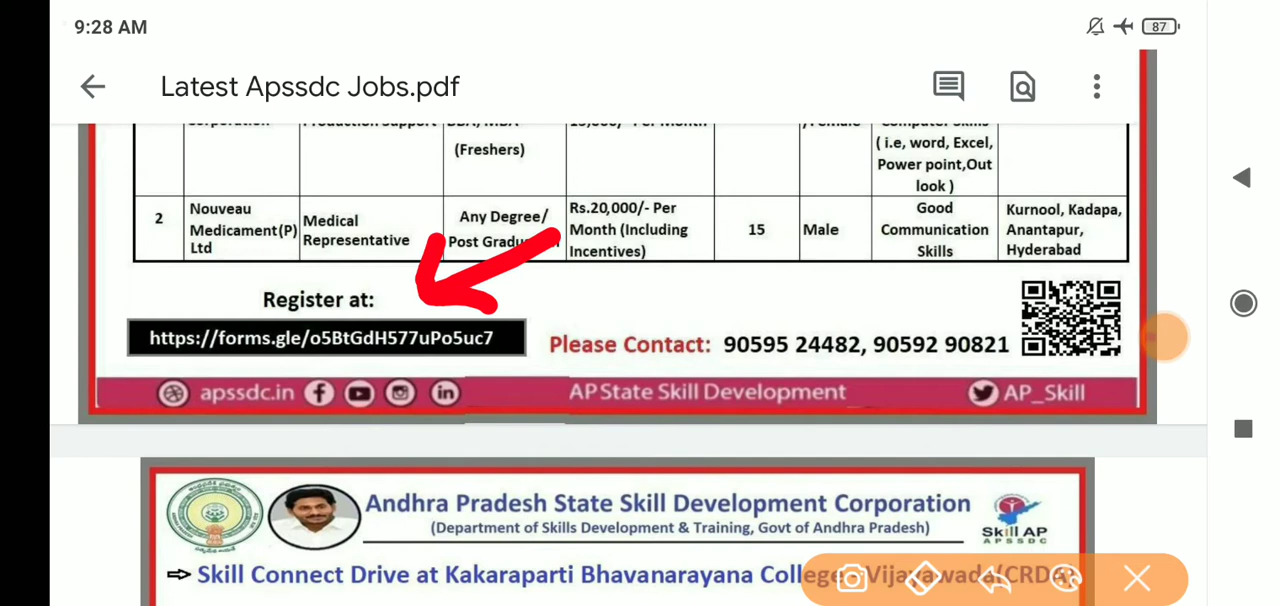 9:28 AM
87
Latest Apssdc Jobs.pdf
(Freshers)
( i.e, word, Excel,
Power point,Out
look )
2
Nouveau
Medicament(P)
Ltd
Medical
Representative
Any Degree/
Post
Rs.20,000/- Per
Month (Including
Incentives)
15
Male
Good
Communication
Skills
Kurnool, Kadapa,
Anantapur,
Hyderabad
Register at:
https://forms.gle/o5BtGdH577uPo5uc7
Please Contact: 90595 24482, 90592 90821
apssdc.in
AP State Skill Development
AP_Skill
Andhra Pradesh State Skill Development Corporation
(Department of Skills Development & Training, Govt of Andhra Pradesh)
Skill AP
APSSDC
⇨ Skill Connect Drive at Kakaraparti Bhavanarayana College - Vijayawada(CRDA)